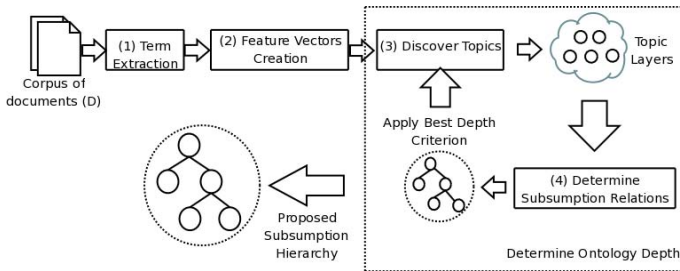 Corpus of
documents (D)
(1) Term
Extraction
(2) Feature Vectors
Creation
(3) Discover Topics
Topic
Layers
Apply Best Depth
Criterion
(4) Determine
Subsumption Relations
Proposed
Subsumption
Hierarchy
Determine Ontology Depth